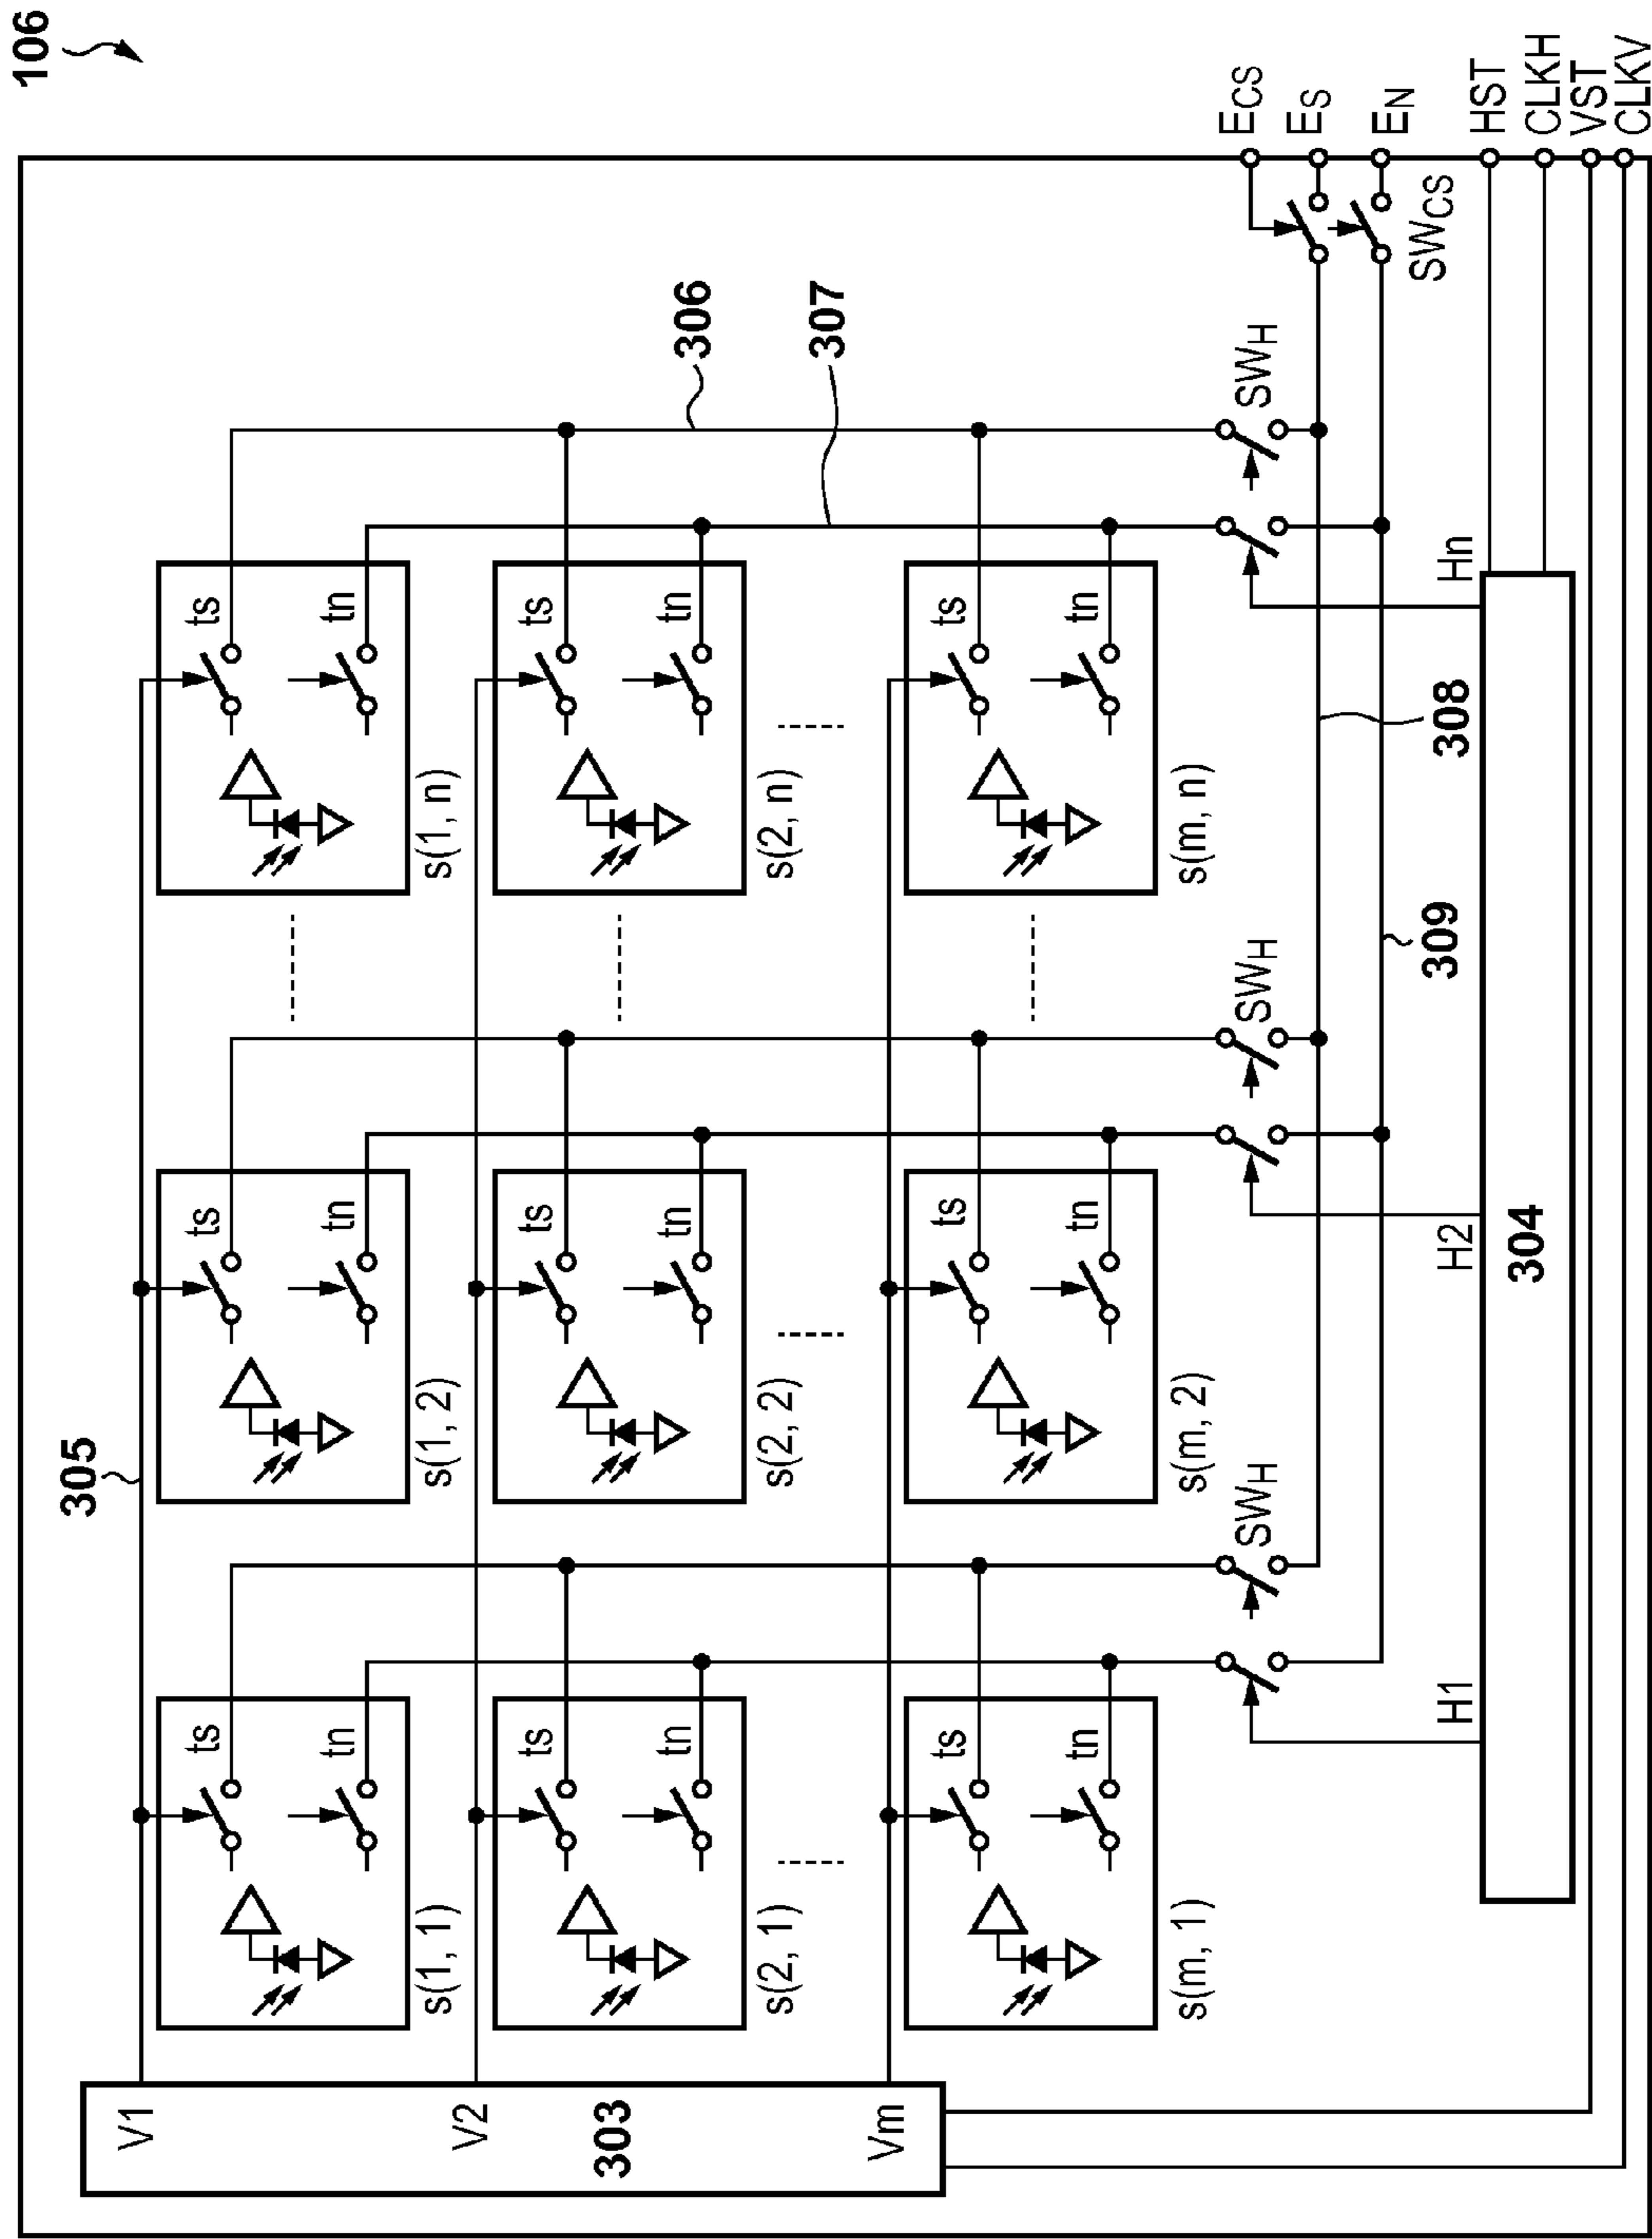 106
305
V1
V2
303
Vm
ts
tn
s(1, 1)
ts
tn
s(1, 2)
ts
tn
s(1, n)
ts
tn
s(2, 1)
ts
tn
s(2, 2)
ts
tn
s(2, n)
ts
tn
s(m, 1)
ts
tn
s(m, 2)
ts
tn
s(m, n)
306
307
SWH
SWH
SWH
ECS
ES
EN
SWCS
308
309
H1
H2
Hn
304
HST
CLKH
VST
CLKV